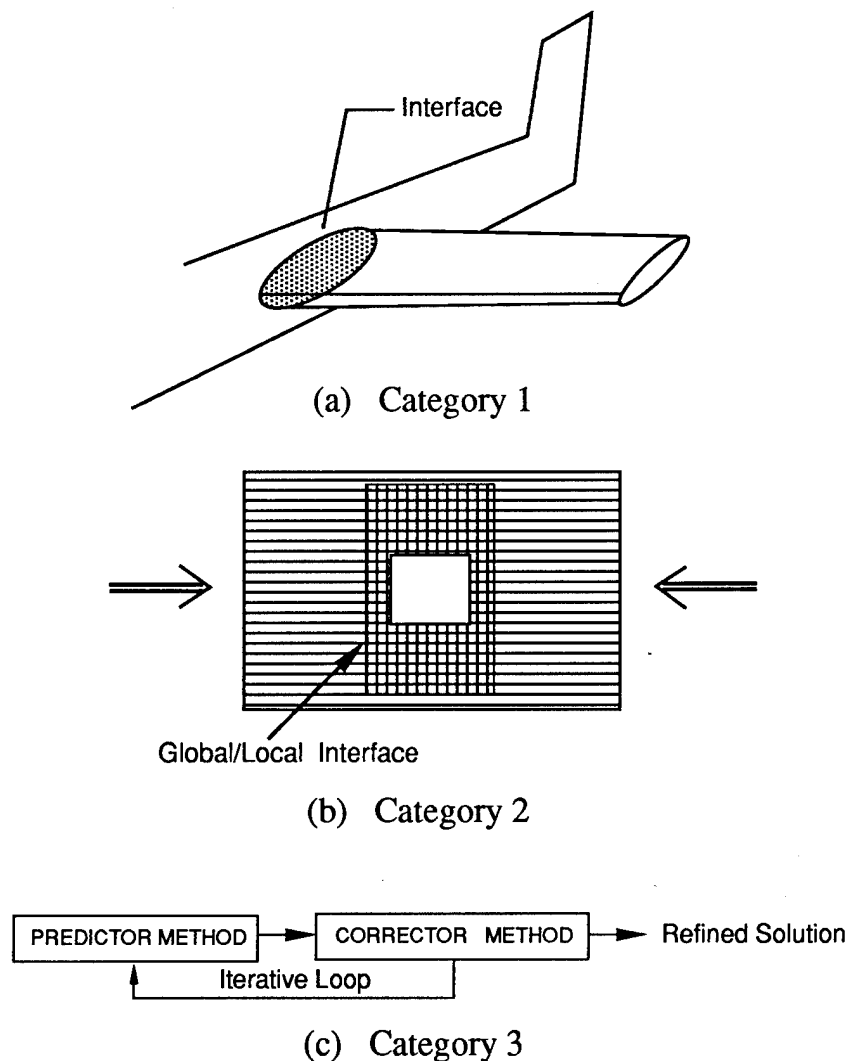 Interface
(a) Category 1
Global/Local Interface
(b) Category 2
PREDICTOR METHOD
CORRECTOR METHOD
Refined Solution
Iterative Loop
(c) Category 3